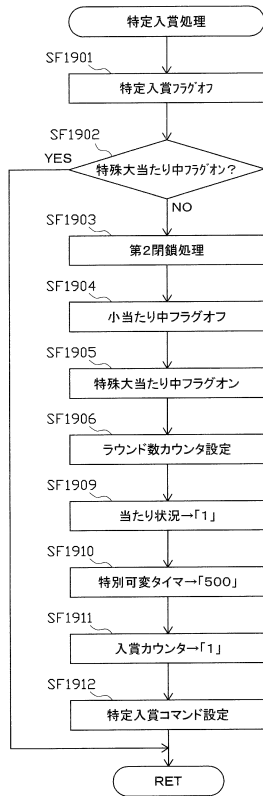 特定入賞処理
SF1901
特定入賞フラグオフ
SF1902
YES
特殊大当たり中フラグオン?
NO
SF1903
第2閉鎖処理
SF1904
小当たり中フラグオフ
SF1905
特殊大当たり中フラグオン
SF1906
ラウンド数カウンタ設定
SF1909
当たり状況→「1」
SF1910
特別可変タイマ→「500」
SF1911
入賞カウンター→「1」
SF1912
特定入賞コマンド設定
RET